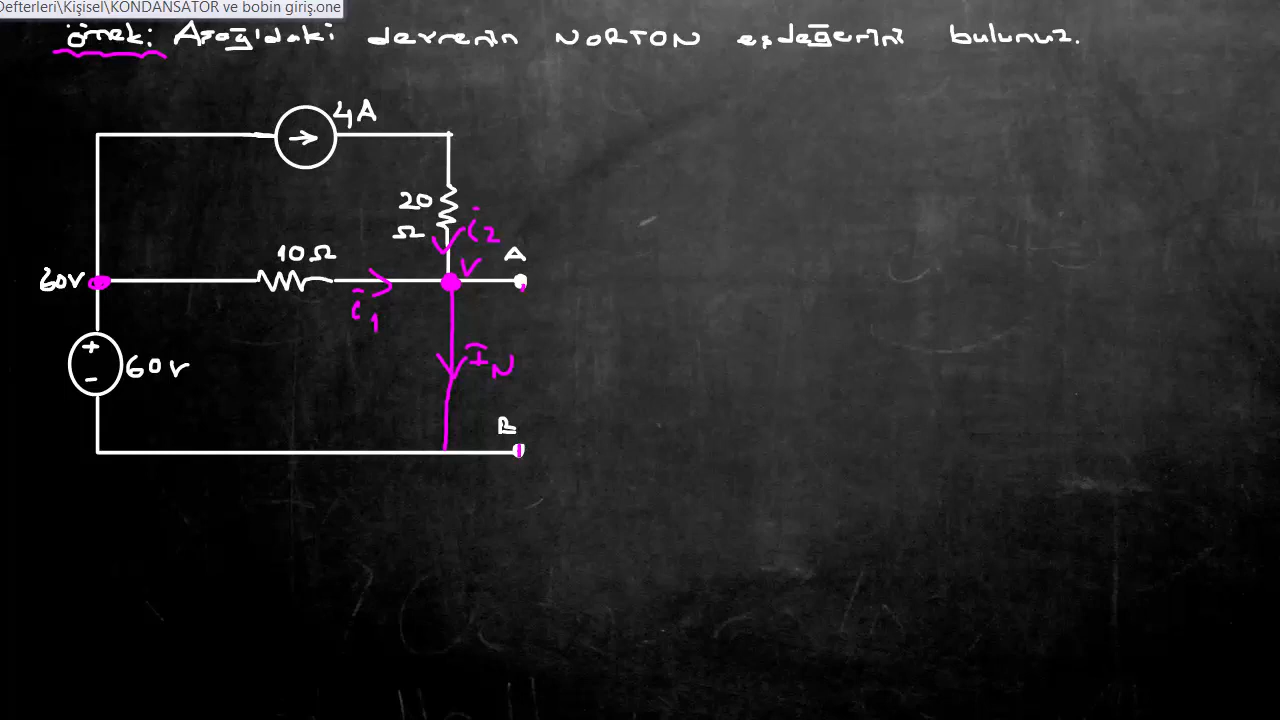 Defterleri\Kişisel\KONDANSATOR ve bobin giriş.one
örnek: Aşağıdaki devrenin NORTON eşdeğerini bulunuz.
4A
20
Ω
i2
10Ω
A
60V
V
i1
60V
IN
B